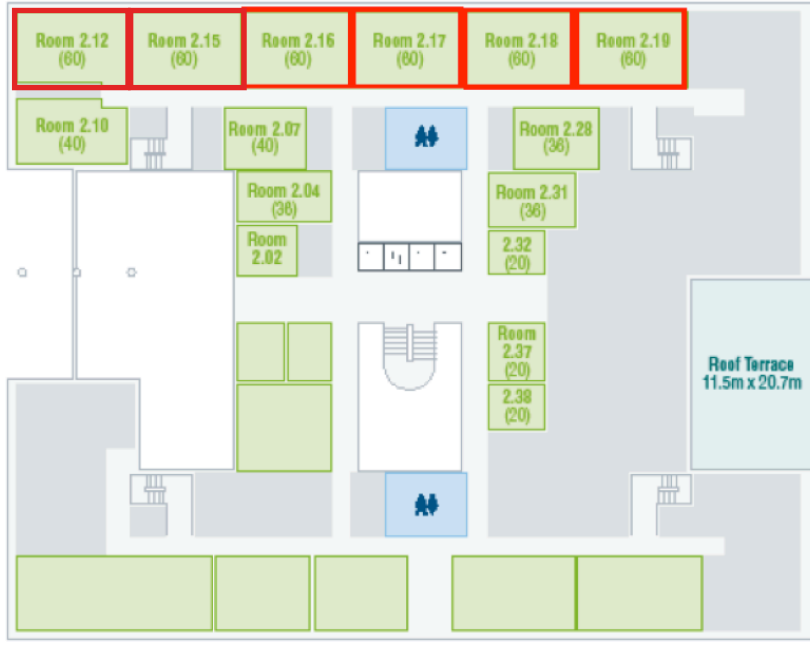 Room 2.12
(60)
Room 2.15
(60)
Room 2.16
(60)
Room 2.17
(60)
Room 2.18
(60)
Room 2.19
(60)
Room 2.10
(40)
Room 2.07
(40)
Room 2.28
(36)
Room 2.04
(36)
Room 2.31
(36)
Room
2.02
2.32
(20)
Room
2.37
(20)
2.38
(20)
Roof Terrace
11.5m x 20.7m